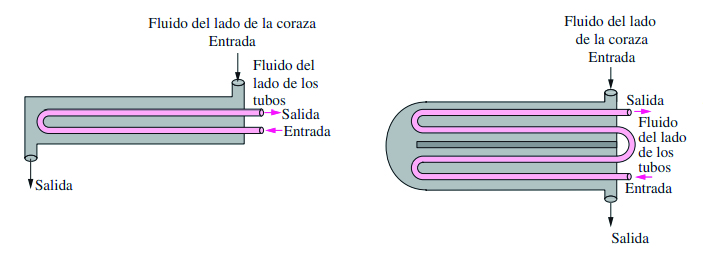 Fluido del lado de la coraza
Entrada
Fluido del
lado de los
tubos
Salida
Entrada
Salida
Fluido del lado
de la coraza
Entrada
Salida
Fluido
del lado
de los
tubos
Entrada
Salida